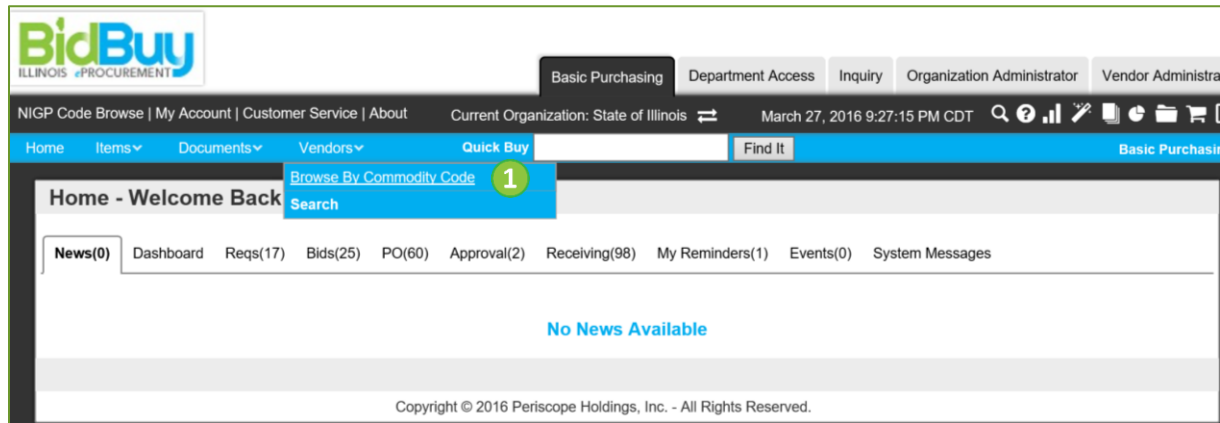 BidBuy
ILLINOIS ePROCUREMENT
Basic Purchasing Department Access Inquiry Organization Administrator Vendor Administra
NIGP Code Browse | My Account | Customer Service | About Current Organization: State of Illinois March 27, 2016 9:27:15 PM CDT
Home Items Documents Vendors Quick Buy Find It Basic Purchasin
Browse By Commodity Code 1
Search
Home - Welcome Back
News(0) Dashboard Reqs(17) Bids(25) PO(60) Approval(2) Receiving(98) My Reminders(1) Events(0) System Messages
No News Available
Copyright © 2016 Periscope Holdings, Inc. - All Rights Reserved.